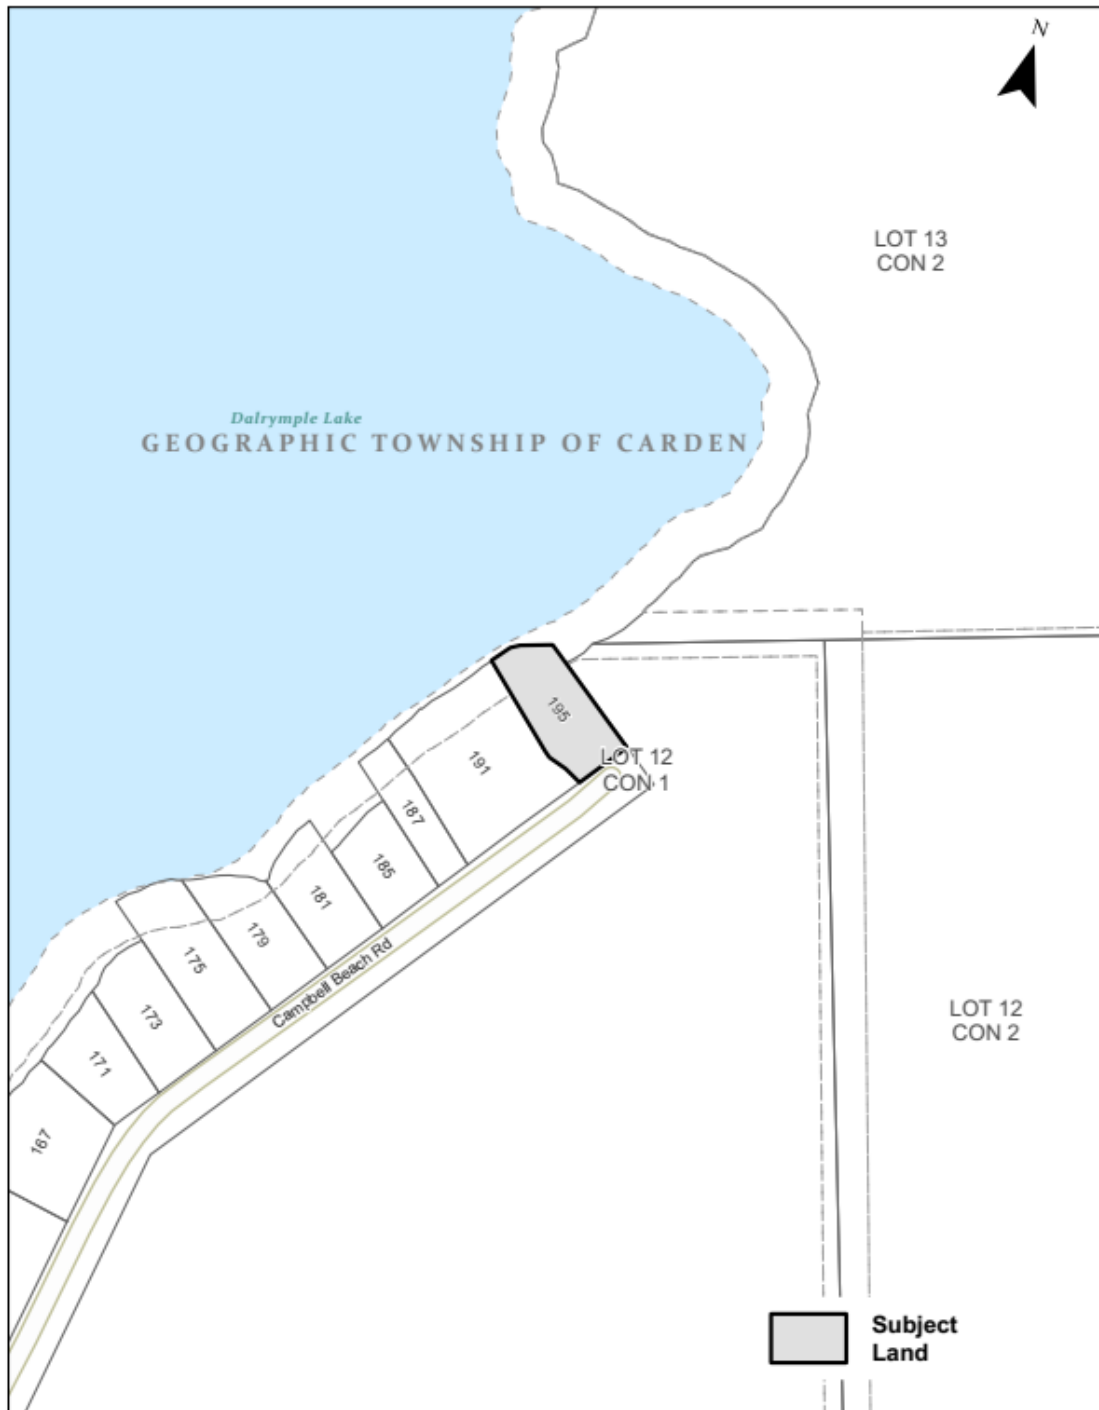 N
LOT 13
CON 2
Dalrymple Lake
GEOGRAPHIC TOWNSHIP OF CARDEN
195
LOT 12
CON 1
191
187
185
181
179
Campbell Beach Rd
175
173
171
167
LOT 12
CON 2
Subject
Land